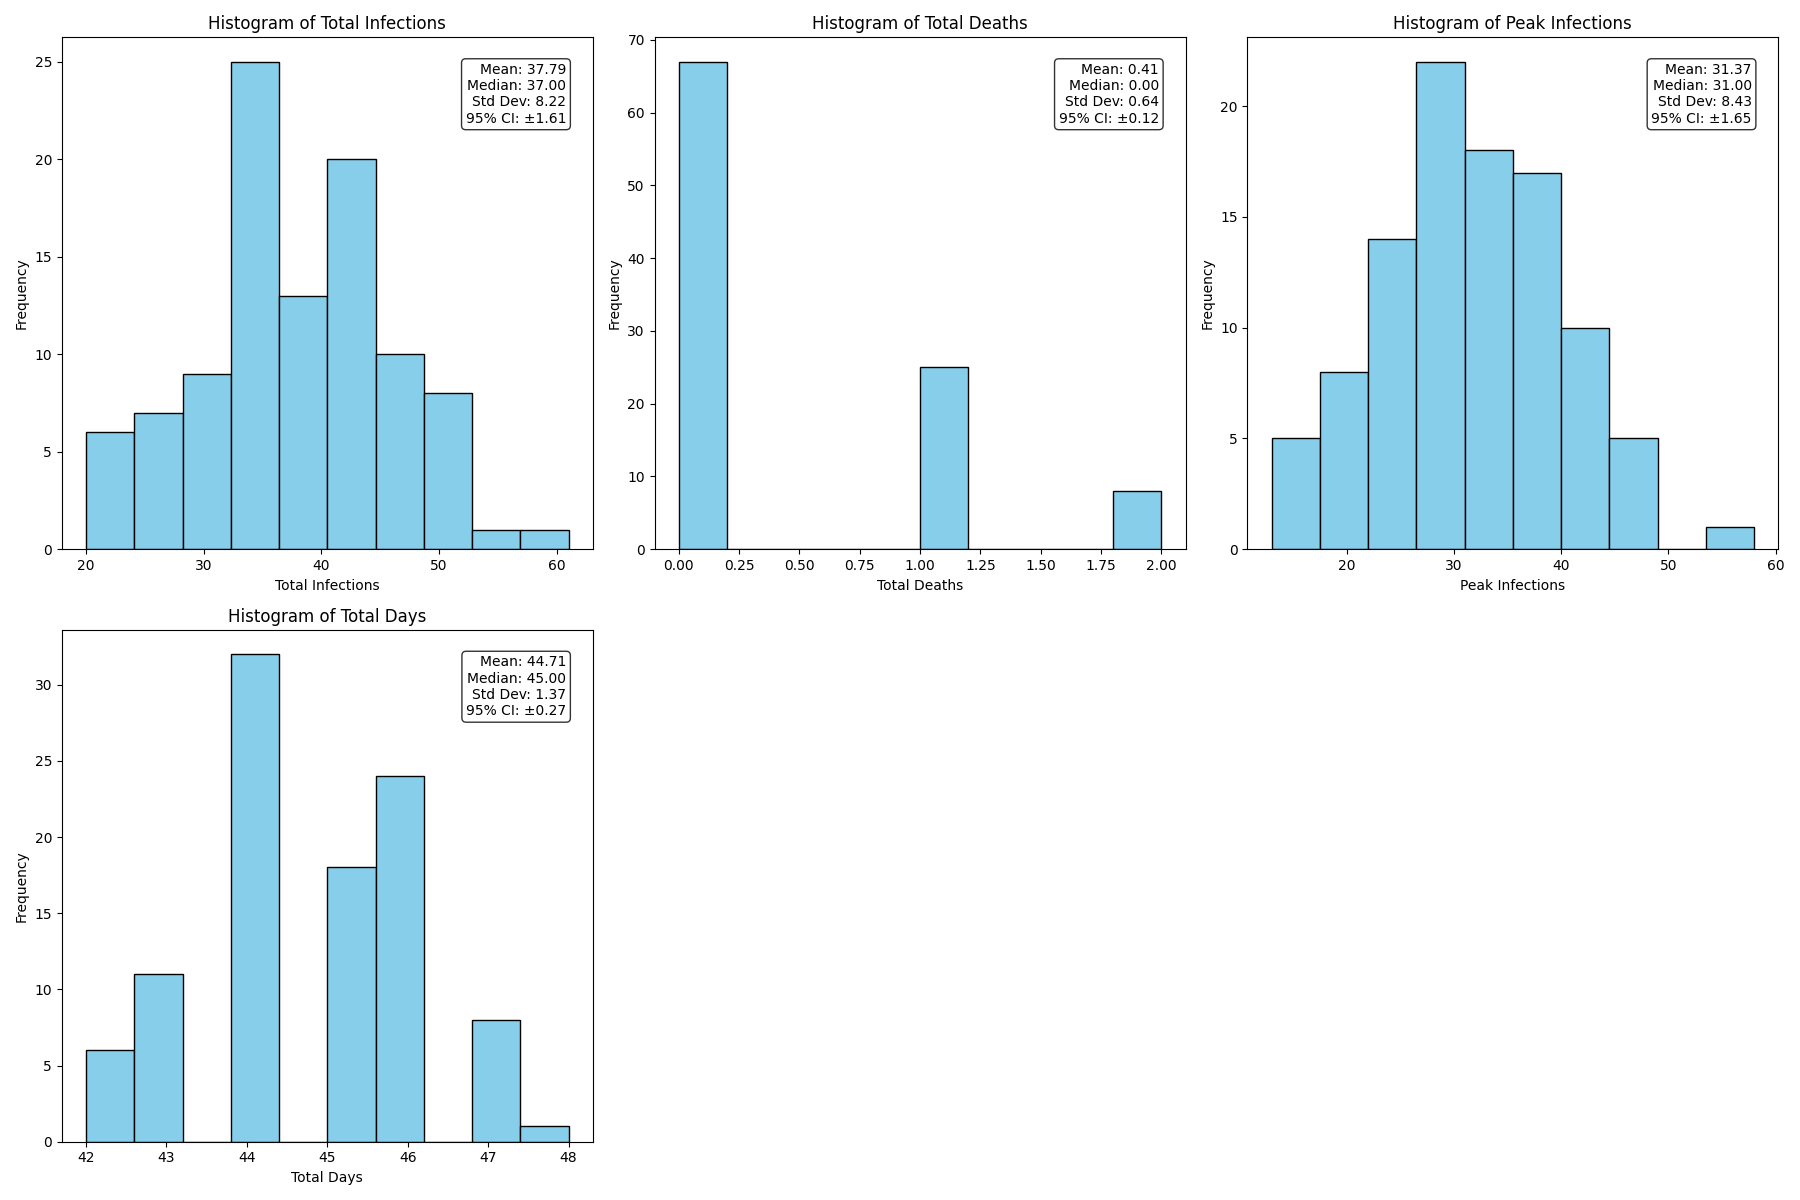 Histogram of Total Infections
25
20
15
10
5
0
Frequency
Mean: 37.79
Median: 37.00
Std Dev: 8.22
95% CI: ±1.61
20 30 40 50 60
Total Infections
Histogram of Total Deaths
70
60
50
40
30
20
10
0
Frequency
Mean: 0.41
Median: 0.00
Std Dev: 0.64
95% CI: ±0.12
0.00 0.25 0.50 0.75 1.00 1.25 1.50 1.75 2.00
Total Deaths
Histogram of Peak Infections
20
15
10
5
0
Frequency
Mean: 31.37
Median: 31.00
Std Dev: 8.43
95% CI: ±1.65
20 30 40 50 60
Peak Infections
Histogram of Total Days
30
25
20
15
10
5
0
Frequency
Mean: 44.71
Median: 45.00
Std Dev: 1.37
95% CI: ±0.27
42 43 44 45 46 47 48
Total Days